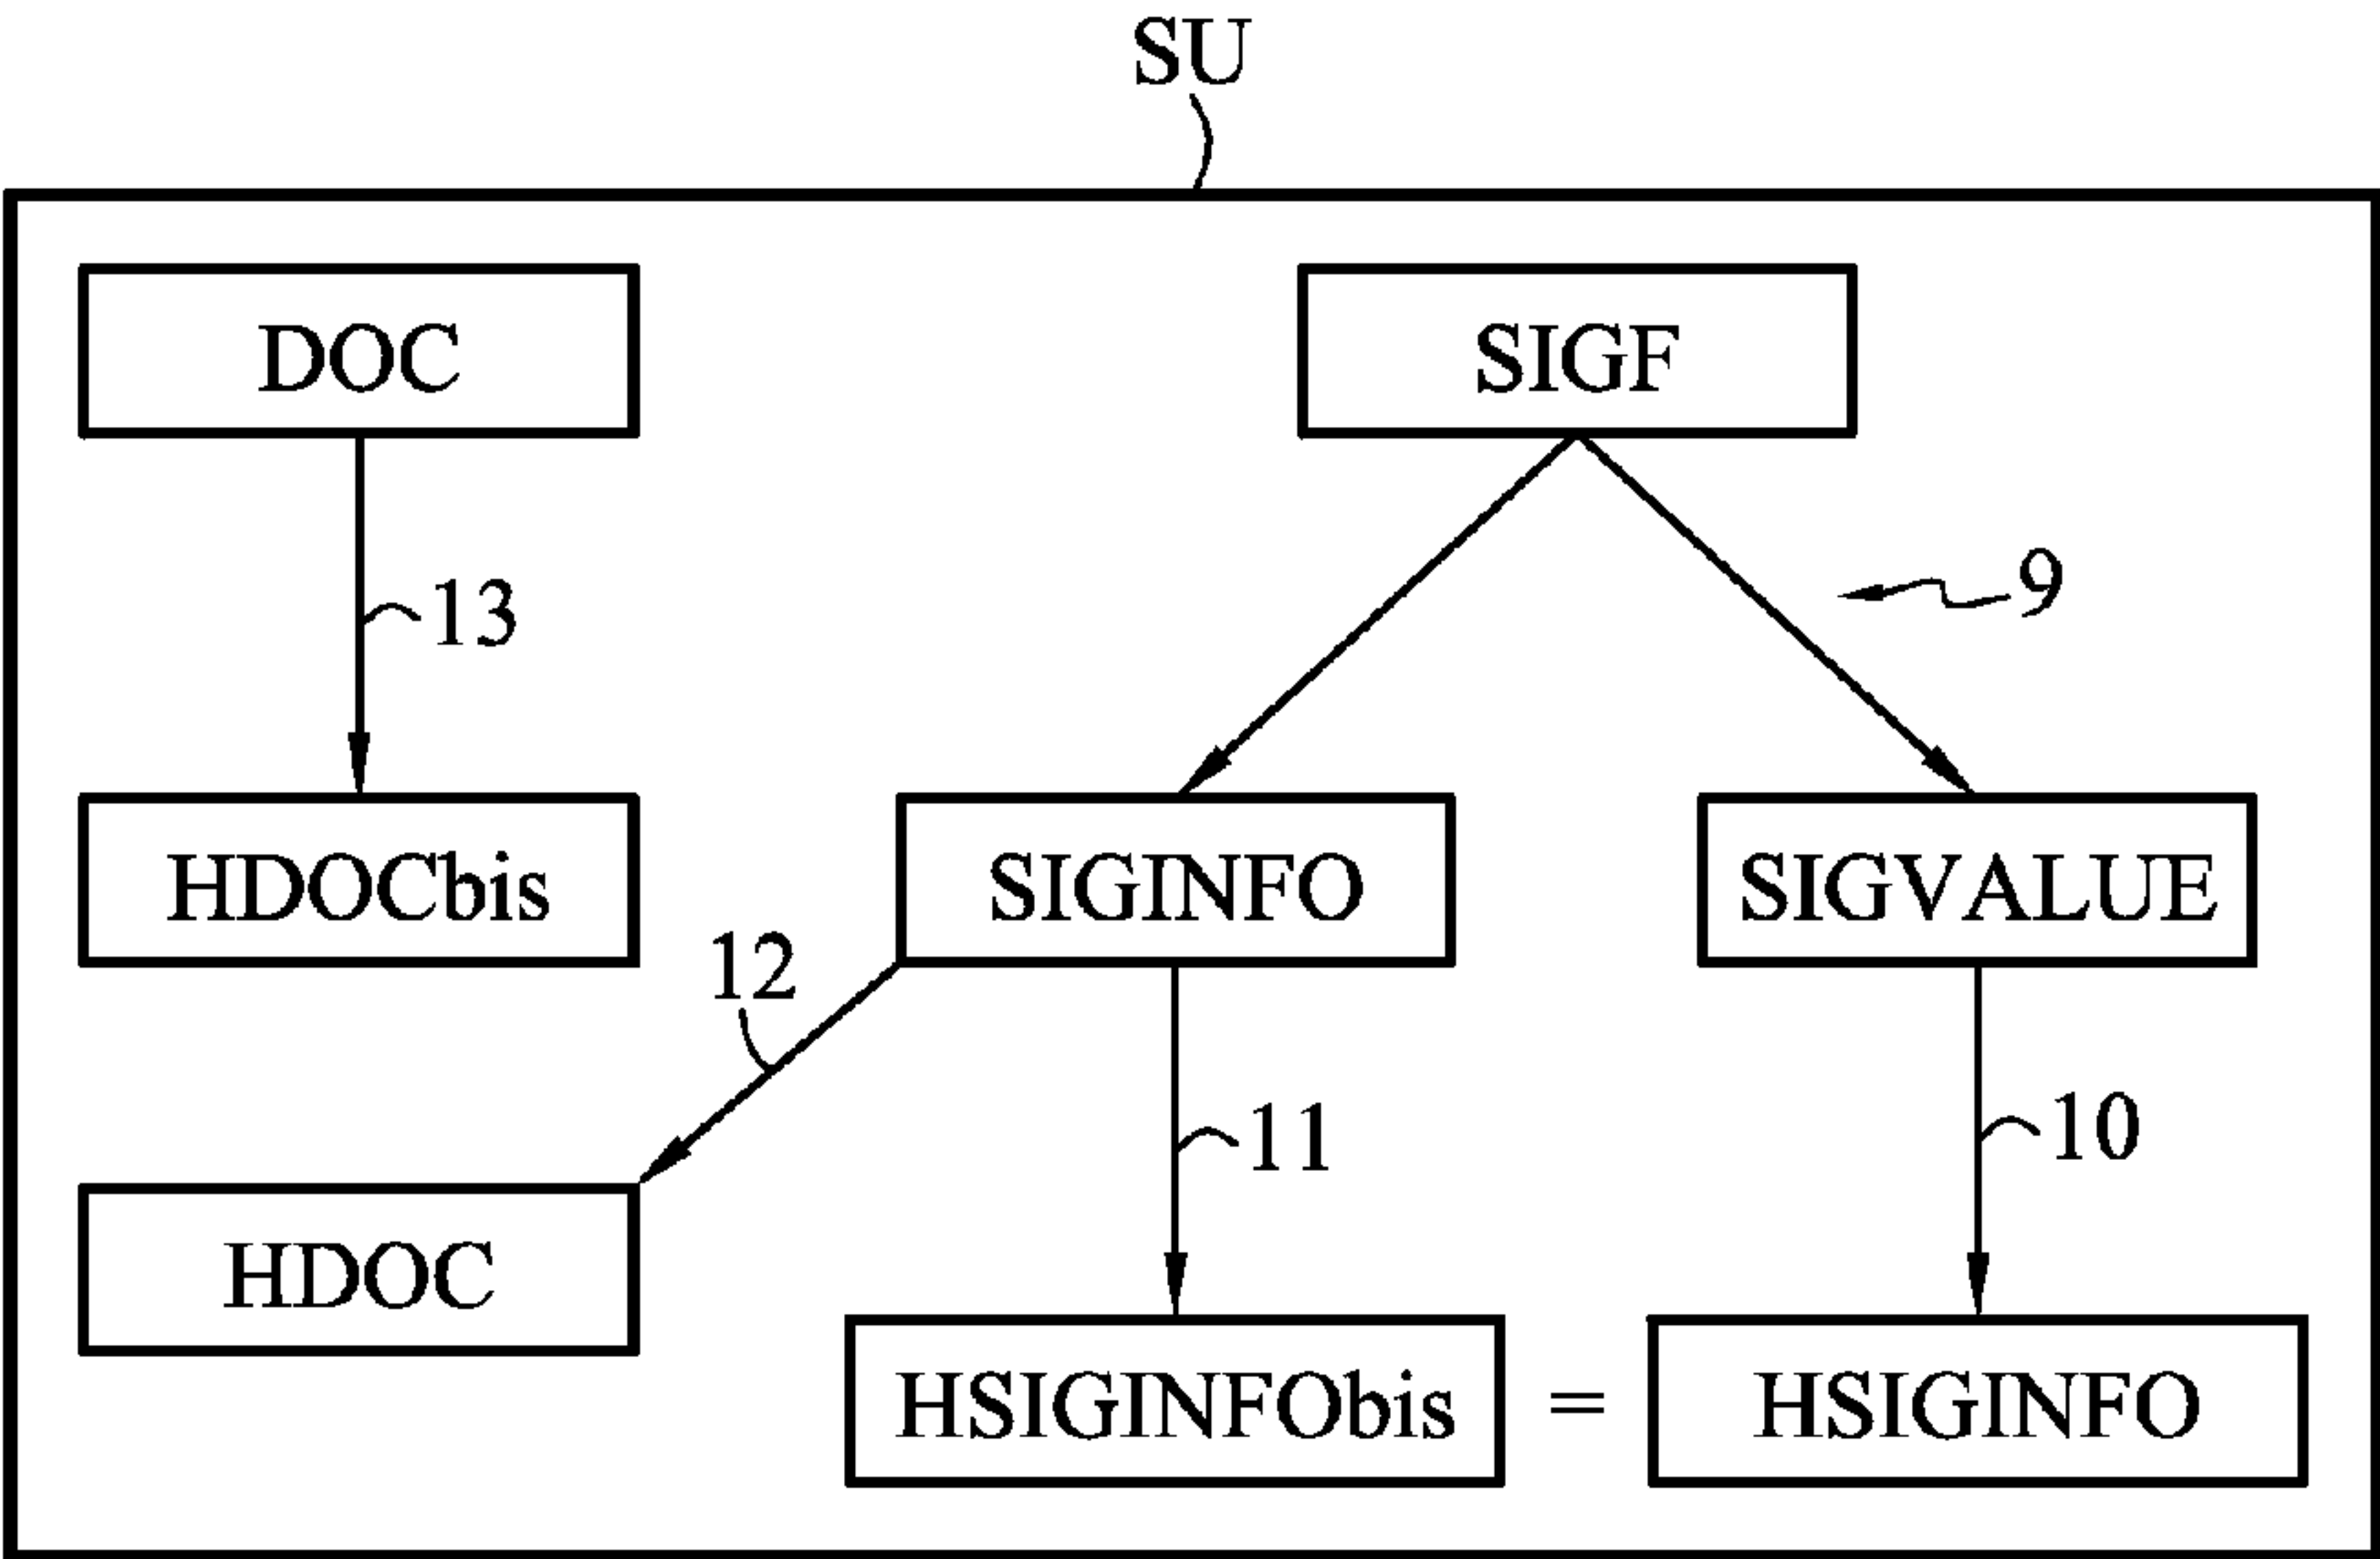 SU
DOC
SIGF
13
9
HDOCbis
SIGINFO
SIGVALUE
12
11
10
HDOC
HSIGINFObis = HSIGINFO